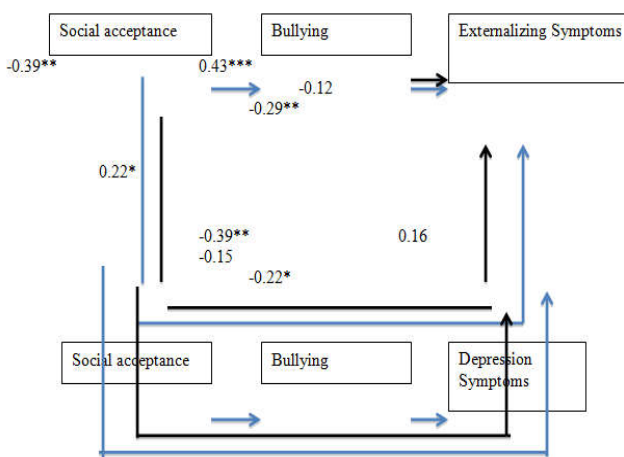 Social acceptance Bullying Externalizing Symptoms
-0.39** 0.43***
-0.12
-0.29**
0.22*
-0.39** 0.16
-0.15
-0.22*
Social acceptance Bullying Depression
Symptoms